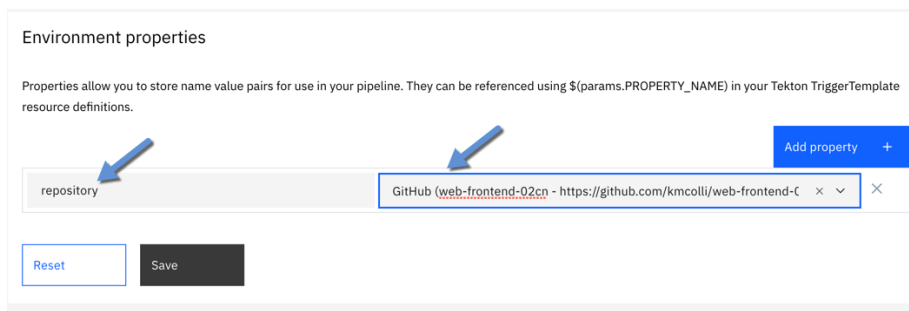 Environment properties
Properties allow you to store name value pairs for use in your pipeline. They can be referenced using $(params.PROPERTY_NAME) in your Tekton TriggerTemplate
resource definitions.
Add property +
repository GitHub (web-frontend-02cn - https://github.com/kmcolli/web-frontend-0
Reset Save